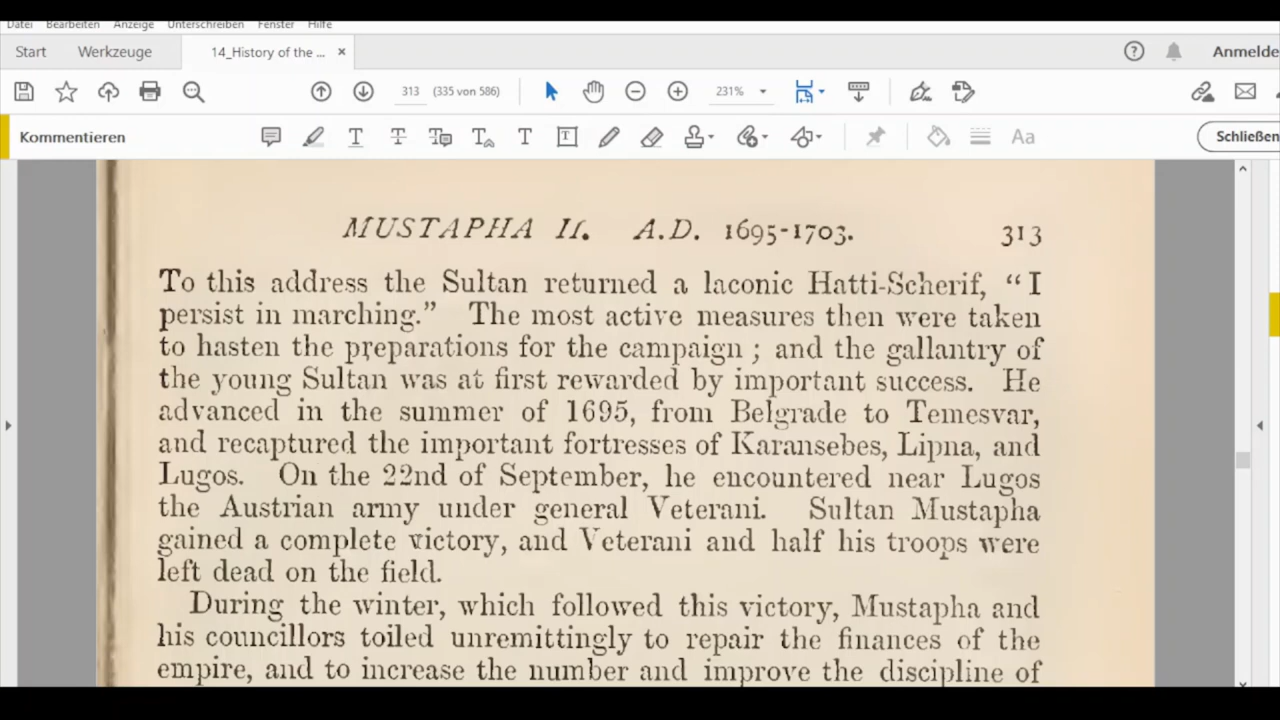 Datei Bearbeiten Anzeige Unterschreiben Fenster Hilfe
Start Werkzeuge 14_History of the ... × ? Anmelde
313 (335 von 586) 231%
Kommentieren T T T T T T Aa Schließen
MUSTAPHA II. A.D. 1695-1703. 313
To this address the Sultan returned a laconic Hatti-Scherif, “I
persist in marching.” The most active measures then were taken
to hasten the preparations for the campaign ; and the gallantry of
the young Sultan was at first rewarded by important success. He
advanced in the summer of 1695, from Belgrade to Temesvar,
and recaptured the important fortresses of Karansebes, Lipna, and
Lugos. On the 22nd of September, he encountered near Lugos
the Austrian army under general Veterani. Sultan Mustapha
gained a complete victory, and Veterani and half his troops were
left dead on the field.
During the winter, which followed this victory, Mustapha and
his councillors toiled unremittingly to repair the finances of the
empire, and to increase the number and improve the discipline of